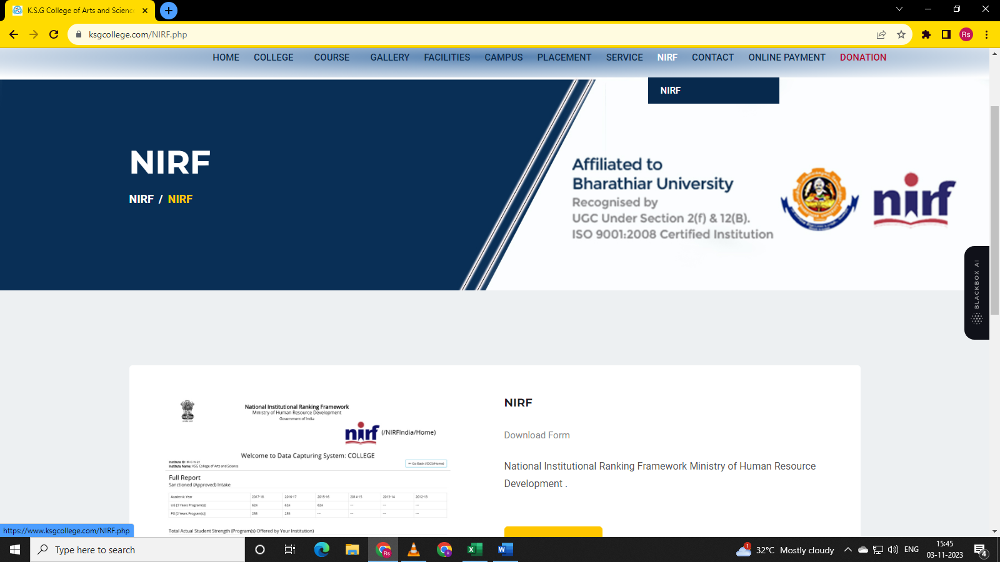 K.S.G College of Arts and Science
ksgcollege.com/NIRF.php
Rs
HOME COLLEGE COURSE GALLERY FACILITIES CAMPUS PLACEMENT SERVICE NIRF CONTACT ONLINE PAYMENT DONATION
NIRF
NIRF
NIRF / NIRF
Affiliated to
Bharathiar University
Recognised by
UGC Under Section 2(f) & 12(B).
ISO 9001:2008 Certified Institution
nirf
BLACKBOX AI
National Institutional Ranking Framework
Ministry of Human Resource Development
Government of India
nirf (/NIRFIndia/Home)
Welcome to Data Capturing System: COLLEGE
Institute ID: IR-C-N-21
Institute Name: KSG College of Arts and Science
← Go Back (/DCS/Home)
Full Report
Sanctioned (Approved) Intake
Academic Year 2017-18 2016-17 2015-16 2014-15 2013-14 2012-13
UG [3 Years Program(s)] 624 624 624 --- --- ---
PG [2 Years Program(s)] 255 255 --- --- --- ---
Total Actual Student Strength (Program(s) Offered by Your Institution)
NIRF
Download Form
National Institutional Ranking Framework Ministry of Human Resource
Development .
https://www.ksgcollege.com/NIRF.php
Type here to search
Rs
1
32°C Mostly cloudy
ENG
15:45
03-11-2023
4